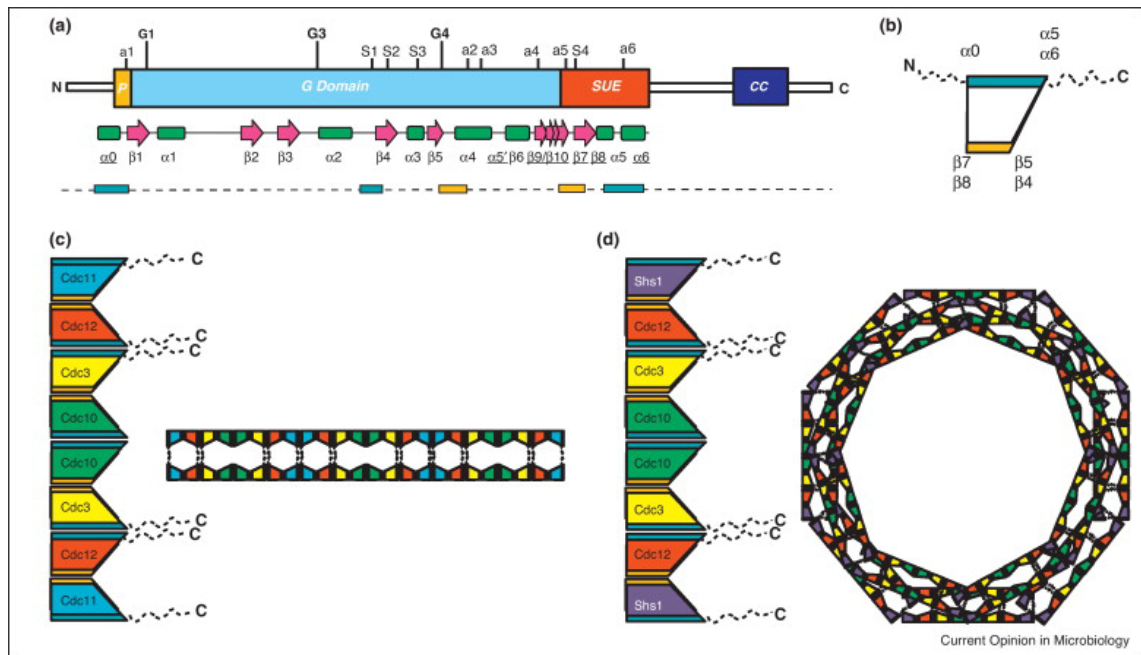 (a)
G1 G3 G4 a5
a1 S1 S2 S3 a2 a3 a4 S4 a6
N P G Domain SUE CC C
α0 β1 α1 β2 β3 α2 β4 α3 β5 α4 α5' β6 β9/β10 β7 β8 α5 α6
(b)
α5
α0 α6
N C
β7 β5
β8 β4
(c)
C
Cdc11
Cdc12
C
C
Cdc3
Cdc10
Cdc10
Cdc3
C
C
Cdc12
Cdc11
C
(d)
C
Shs1
Cdc12
C
C
Cdc3
Cdc10
Cdc10
Cdc3
C
C
Cdc12
Shs1
C
Current Opinion in Microbiology